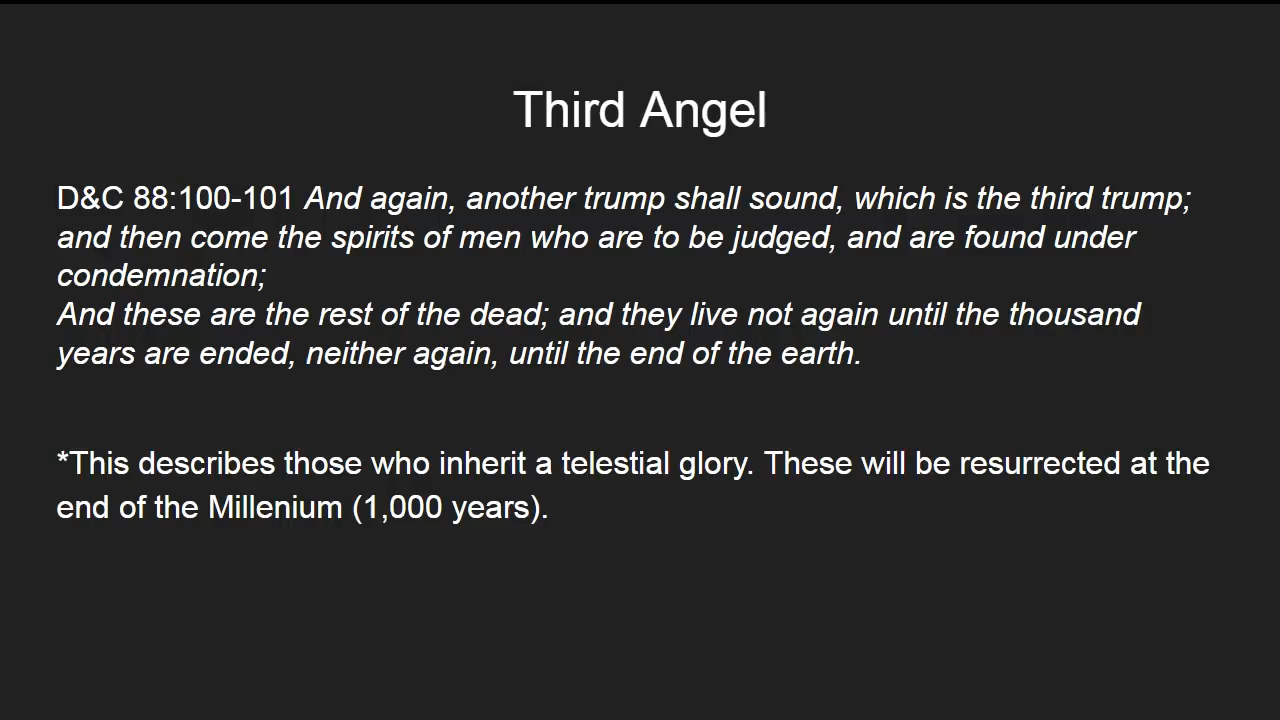 Third Angel
D&C 88:100-101 And again, another trump shall sound, which is the third trump;
and then come the spirits of men who are to be judged, and are found under
condemnation;
And these are the rest of the dead; and they live not again until the thousand
years are ended, neither again, until the end of the earth.
*This describes those who inherit a telestial glory. These will be resurrected at the
end of the Millenium (1,000 years).